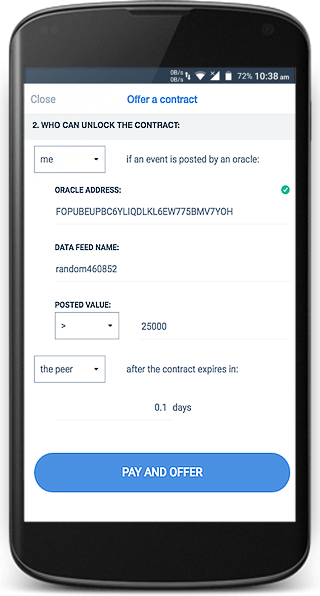 0B/s
0B/s
72% 10:38 am
Close Offer a contract
2. WHO CAN UNLOCK THE CONTRACT:
me if an event is posted by an oracle:
ORACLE ADDRESS:
FOPUBEUPBC6YLIQDLKL6EW775BMV7YOH
DATA FEED NAME:
random460852
POSTED VALUE:
> 25000
the peer after the contract expires in:
0.1 days
PAY AND OFFER